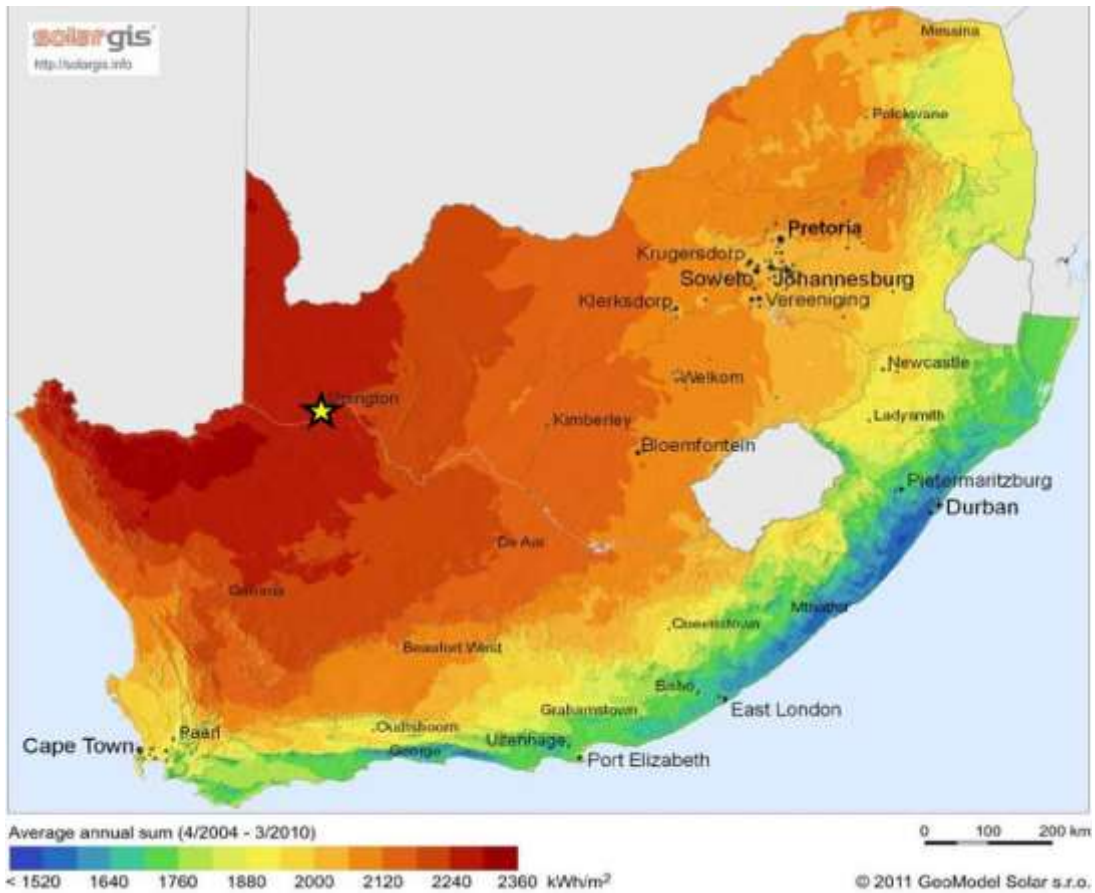 solargis
http://solargis.info
Messina
Polokwane
Pretoria
Krugersdorp
Soweto
Johannesburg
Klerksdorp
Vereeniging
Newcastle
Welkom
Upington
Kimberley
Ladysmith
Bloemfontein
Pietermaritzburg
Durban
De Aar
Mthatha
Queenstown
Beaufort West
Bisho
East London
Grahamstown
Oudtshoorn
Paarl
Cape Town
George
Uitenhage
Port Elizabeth
Average annual sum (4/2004 - 3/2010)
0 100 200 km
< 1520 1640 1760 1880 2000 2120 2240 2360 kWh/m²
© 2011 GeoModel Solar s.r.o.